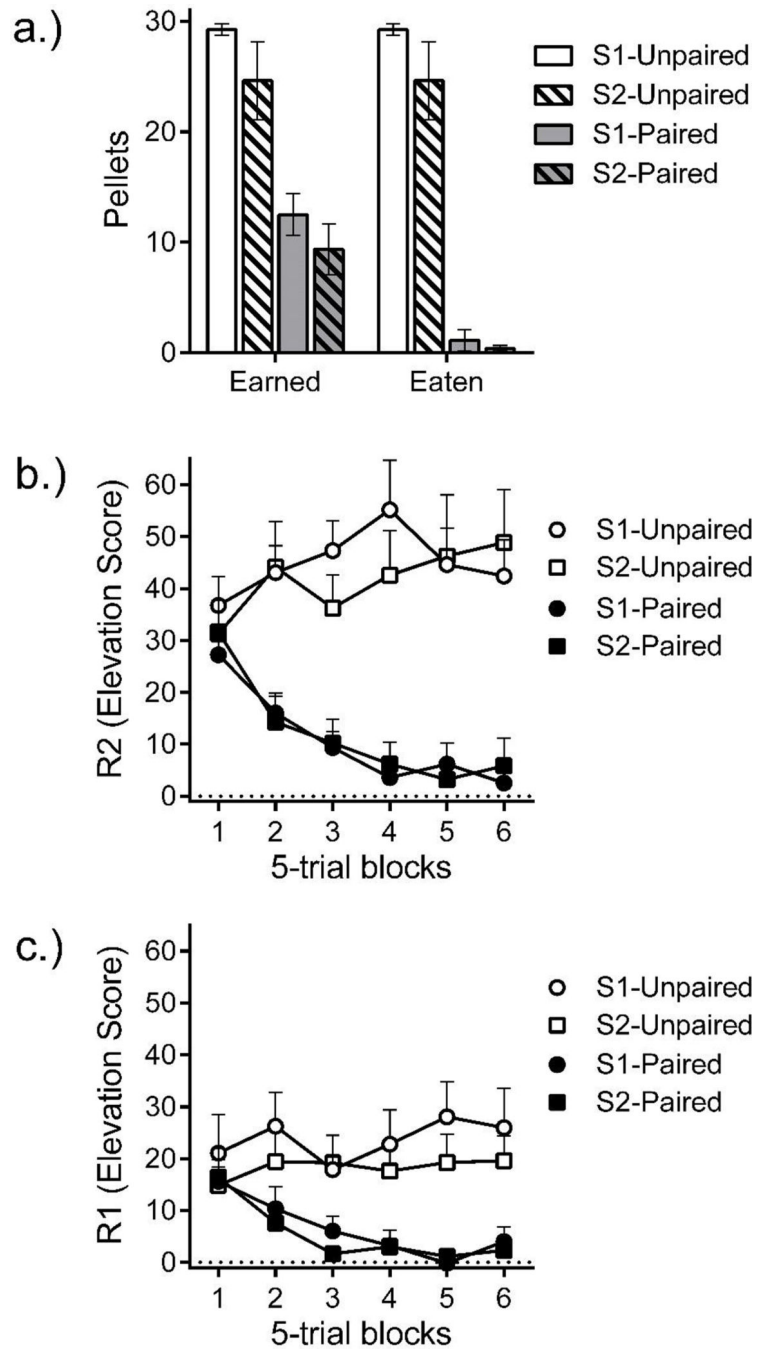 a.)
Pellets
30
20
10
0
Earned
Eaten
S1-Unpaired
S2-Unpaired
S1-Paired
S2-Paired
b.)
R2 (Elevation Score)
60
50
40
30
20
10
0
1 2 3 4 5 6
5-trial blocks
S1-Unpaired
S2-Unpaired
S1-Paired
S2-Paired
c.)
R1 (Elevation Score)
60
50
40
30
20
10
0
1 2 3 4 5 6
5-trial blocks
S1-Unpaired
S2-Unpaired
S1-Paired
S2-Paired